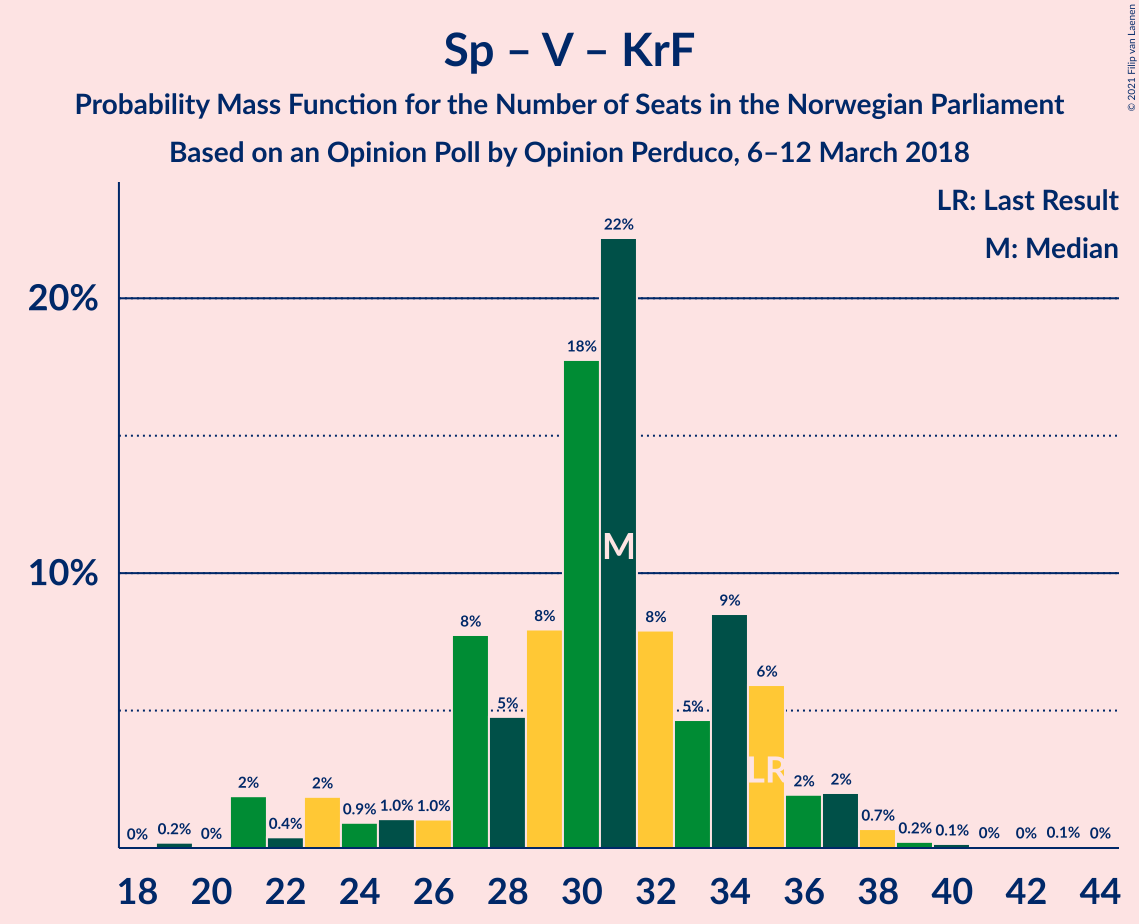 Sp – V – KrF
Probability Mass Function for the Number of Seats in the Norwegian Parliament
Based on an Opinion Poll by Opinion Perduco, 6–12 March 2018
© 2021 Filip van Laenen
LR: Last Result
M: Median
20%
10%
0% 0.2% 0% 2% 0.4% 2% 0.9% 1.0% 1.0% 8% 5% 8% 18% 22% 8% 5% 9% 6% 2% 2% 0.7% 0.2% 0.1% 0% 0% 0.1% 0%
M
LR
18 20 22 24 26 28 30 32 34 36 38 40 42 44